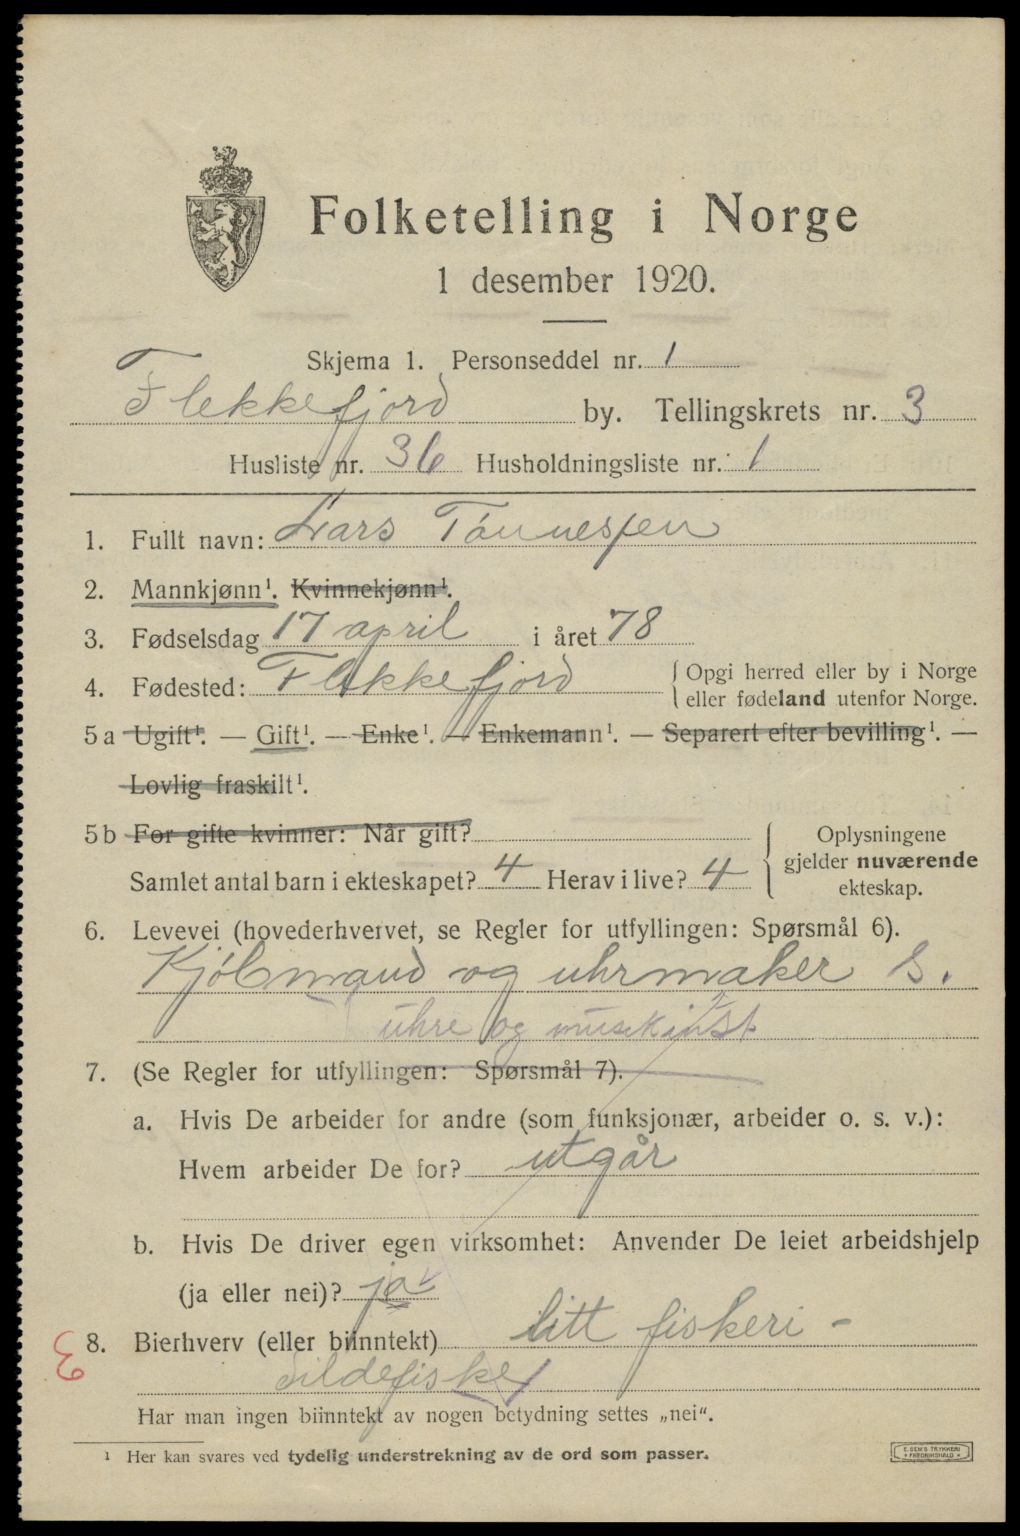 Folketelling i Norge
1 desember 1920.
Skjema 1. Personseddel nr. 1
Flekkefjord by. Tellingskrets nr. 3
Husliste nr. 36 Husholdningsliste nr. 1
1. Fullt navn: Lars Tønnessen
2. Mannkjønn¹. Kvinnekjønn¹.
3. Fødselsdag 17 april i året 78
4. Fødested: Flekkefjord { Opgi herred eller by i Norge
eller fødeland utenfor Norge.
5 a Ugift¹. — Gift¹. — Enke¹. — Enkemann¹. — Separert efter bevilling¹. —
Lovlig fraskilt¹.
5 b For gifte kvinner: Når gift?
Samlet antal barn i ekteskapet? 4 Herav i live? 4
{ Oplysningene
gjelder nuværende
ekteskap.
6. Levevei (hovederhvervet, se Regler for utfyllingen: Spørsmål 6).
Kjøbmand og uhrmaker S.
uhre og musikinst
7. (Se Regler for utfyllingen: Spørsmål 7).
a. Hvis De arbeider for andre (som funksjonær, arbeider o. s. v.):
Hvem arbeider De for? utgår
b. Hvis De driver egen virksomhet: Anvender De leiet arbeidshjelp
(ja eller nei)? ja
8. Bierhverv (eller biinntekt) litt fiskeri -
Sildefiske
Har man ingen biinntekt av nogen betydning settes „nei".
¹ Her kan svares ved tydelig understrekning av de ord som passer.
E. SEM'S TRYKKERI
FREDRIKSHALD